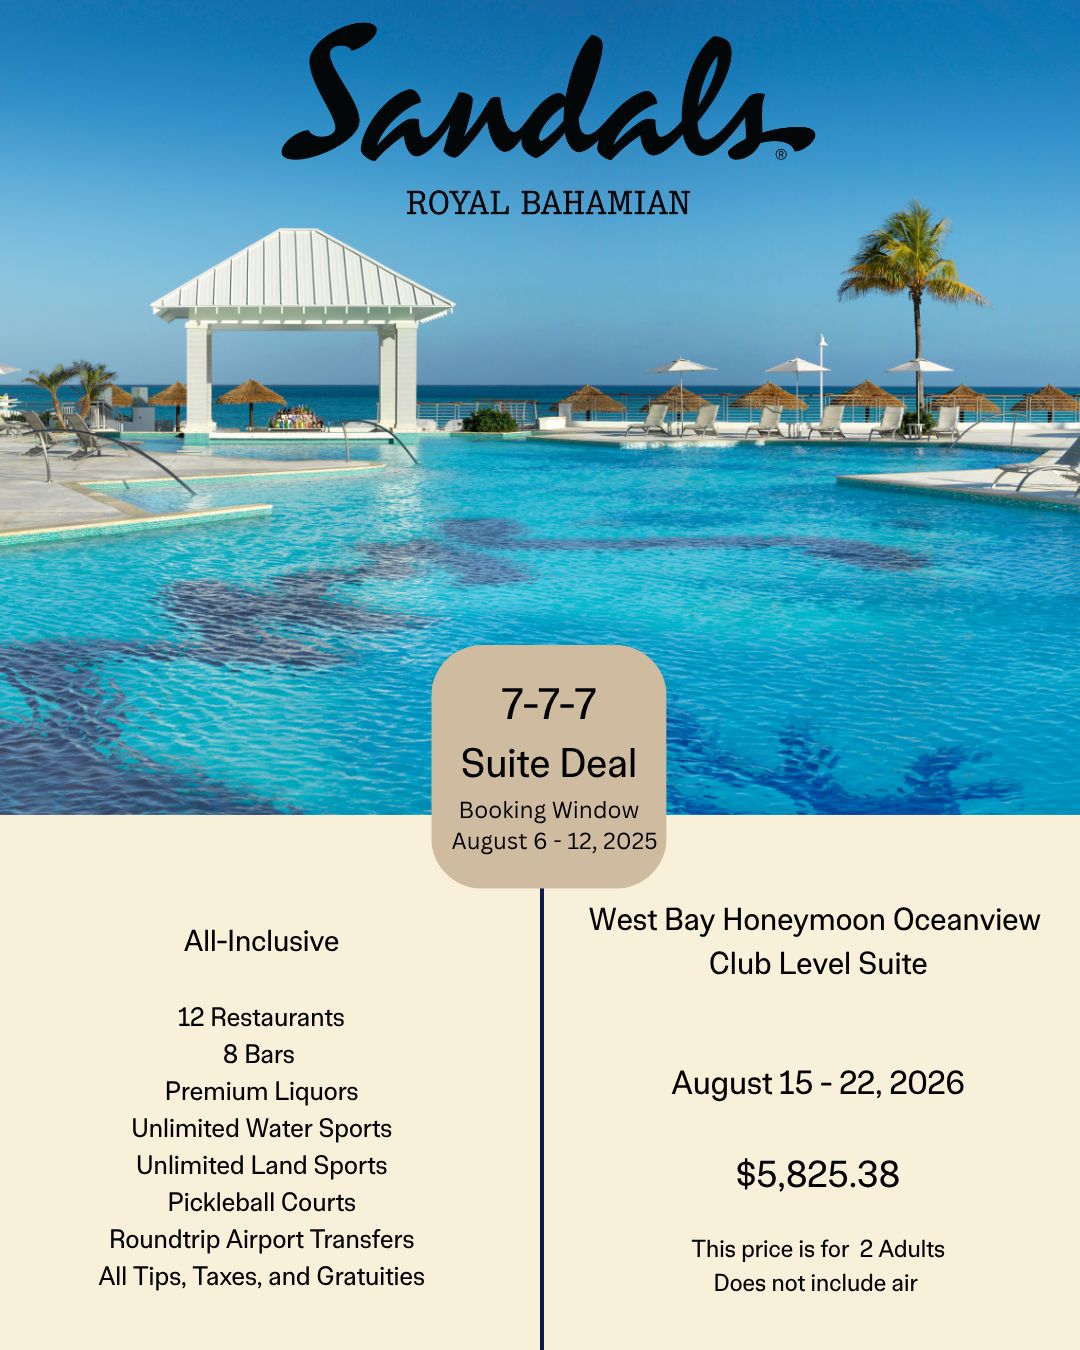 Sandals®
ROYAL BAHAMIAN
7-7-7
Suite Deal
Booking Window
August 6 - 12, 2025
All-Inclusive
12 Restaurants
8 Bars
Premium Liquors
Unlimited Water Sports
Unlimited Land Sports
Pickleball Courts
Roundtrip Airport Transfers
All Tips, Taxes, and Gratuities
West Bay Honeymoon Oceanview
Club Level Suite
August 15 - 22, 2026
$5,825.38
This price is for 2 Adults
Does not include air